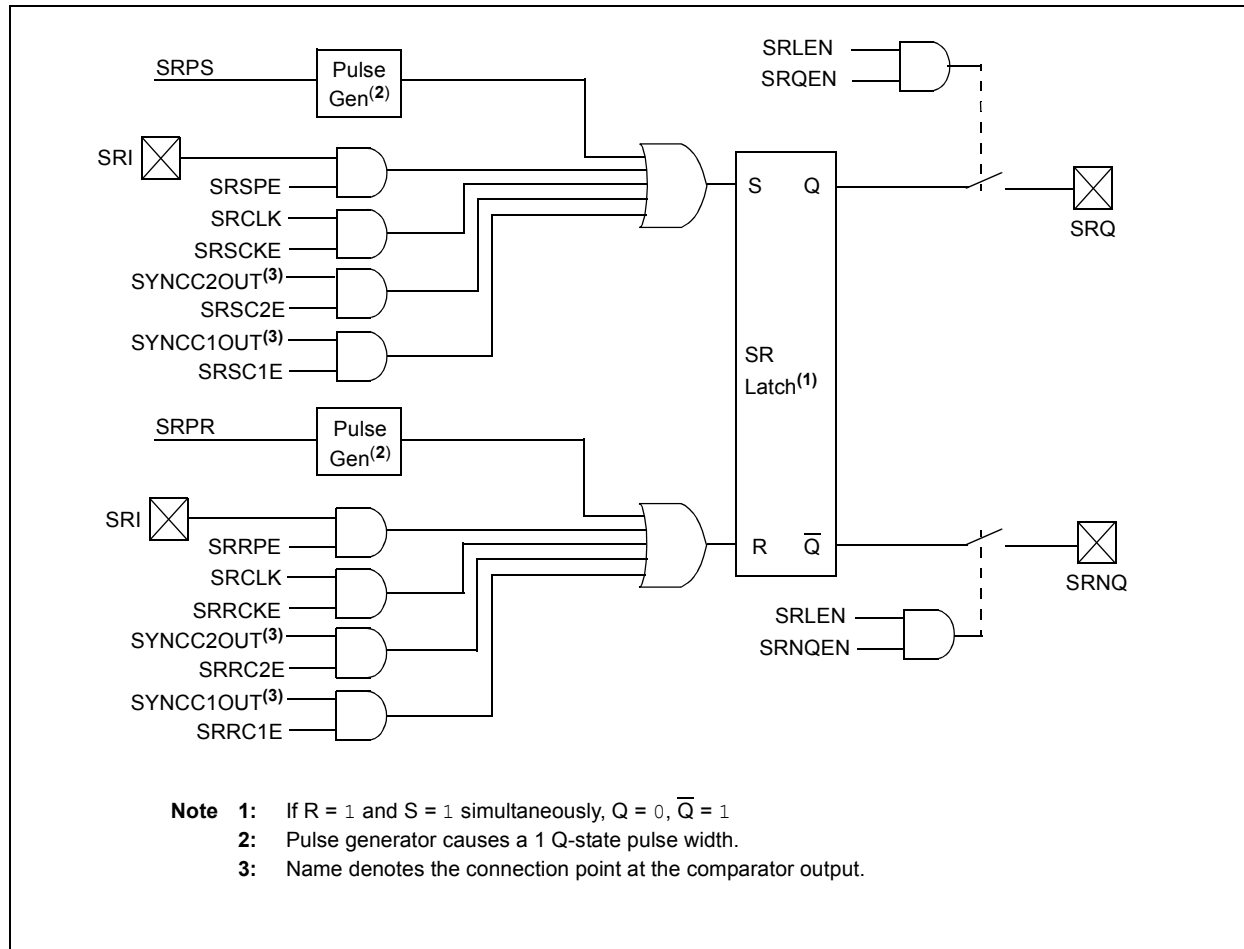 SRPS
Pulse
Gen(2)
SRI
SRSPE
SRCLK
SRSCKE
SYNCC2OUT(3)
SRSC2E
SYNCC1OUT(3)
SRSC1E
SRPR
Pulse
Gen(2)
SRI
SRRPE
SRCLK
SRRCKE
SYNCC2OUT(3)
SRRC2E
SYNCC1OUT(3)
SRRC1E
S Q
SR
Latch(1)
R Q̅
SRLEN
SRQEN
SRQ
SRLEN
SRNQEN
SRNQ
Note 1: If R = 1 and S = 1 simultaneously, Q = 0, Q̅ = 1
2: Pulse generator causes a 1 Q-state pulse width.
3: Name denotes the connection point at the comparator output.